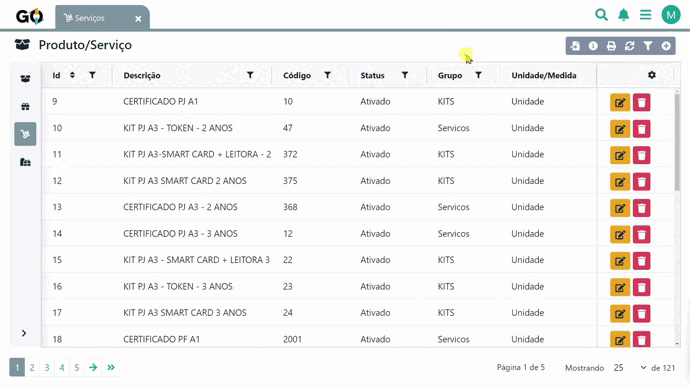 GO Serviços × M
Produto/Serviço
Id Descrição Código Status Grupo Unidade/Medida
9 CERTIFICADO PJ A1 10 Ativado KITS Unidade
10 KIT PJ A3 - TOKEN - 2 ANOS 47 Ativado Servicos Unidade
11 KIT PJ A3-SMART CARD + LEITORA - 2 372 Ativado KITS Unidade
12 KIT PJ A3 SMART CARD 2 ANOS 375 Ativado KITS Unidade
13 CERTIFICADO PJ A3 - 2 ANOS 368 Ativado Servicos Unidade
14 CERTIFICADO PJ A3 - 3 ANOS 12 Ativado Servicos Unidade
15 KIT PJ A3 - SMART CARD + LEITORA 3 22 Ativado KITS Unidade
16 KIT PJ A3 - TOKEN - 3 ANOS 23 Ativado KITS Unidade
17 KIT PJ A3 SMART CARD 3 ANOS 24 Ativado KITS Unidade
18 CERTIFICADO PF A1 2001 Ativado Servicos Unidade
1 2 3 4 5 Página 1 de 5 Mostrando 25 de 121